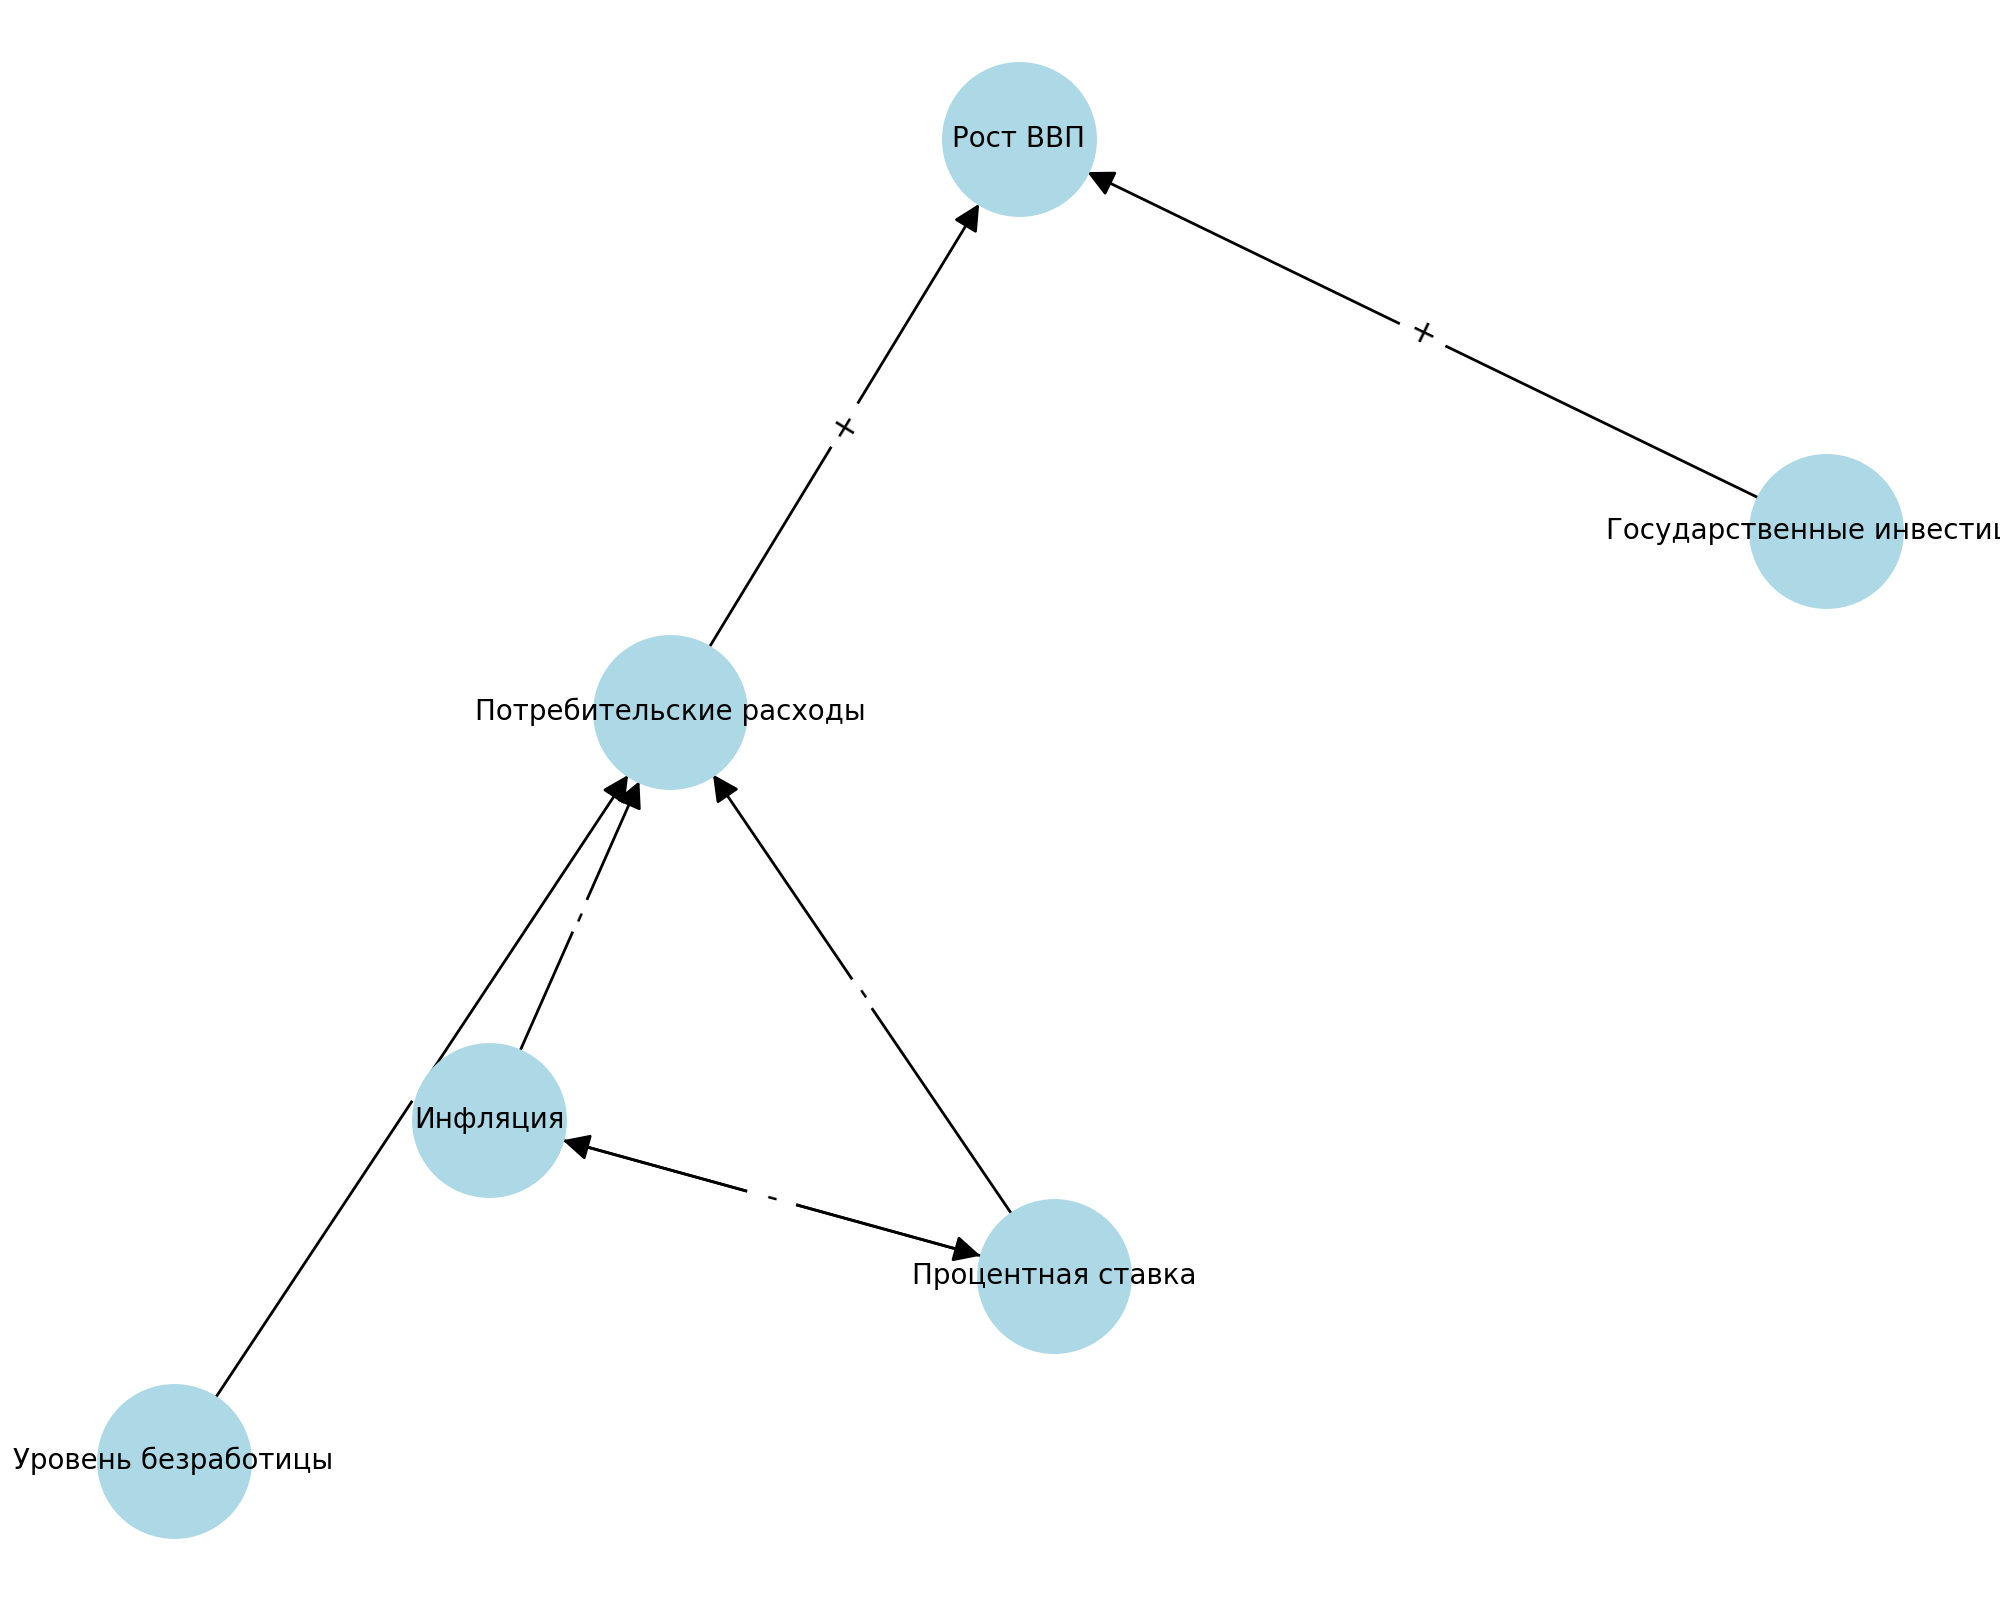 Рост ВВП
+
+
Государственные инвестиц
Потребительские расходы
-
-
Инфляция
-
Процентная ставка
Уровень безработицы